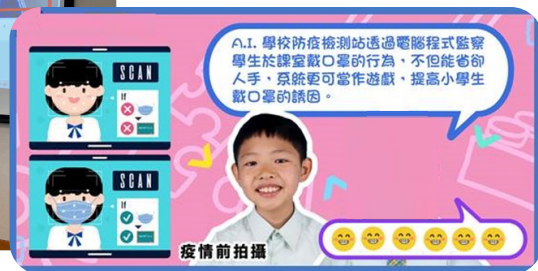 A.I. 學校防疫檢測站透過電腦程式監察
學生於課室戴口罩的行為，不但能省卻
人手，系統更可當作遊戲，提高小學生
戴口罩的誘因。
SCAN
If
SCAN
If
疫情前拍攝